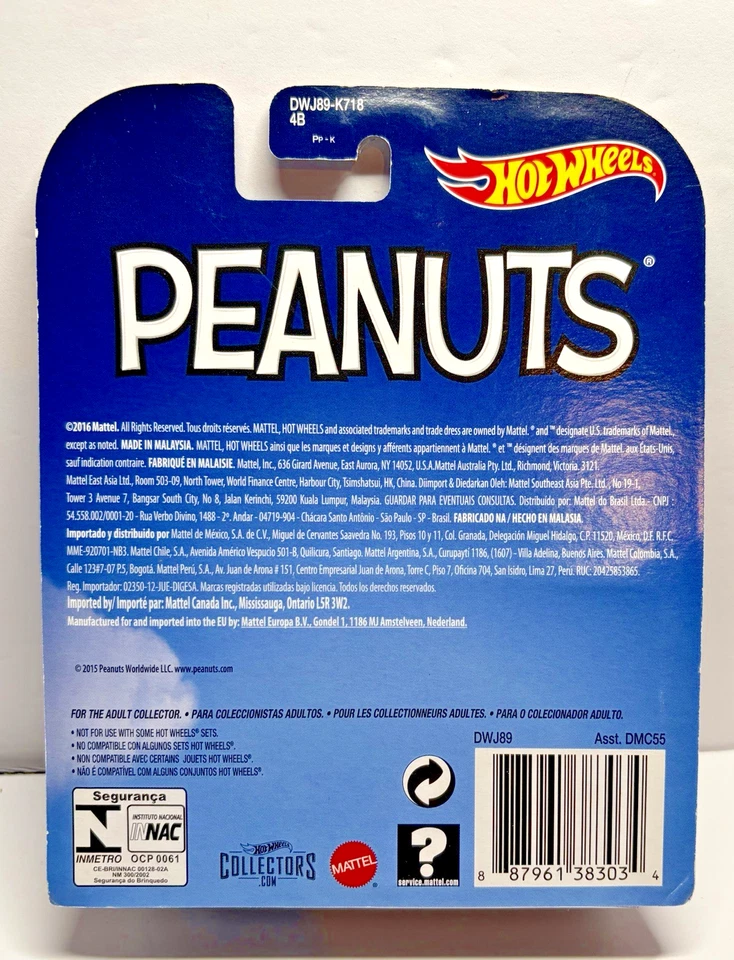 DWJ89-K718
4B
PP-K
HOT WHEELS
PEANUTS®
©2016 Mattel. All Rights Reserved. Tous droits réservés. MATTEL, HOT WHEELS and associated trademarks and trade dress are owned by Mattel. ® and ™ designate U.S. trademarks of Mattel,
except as noted. MADE IN MALAYSIA. MATTEL, HOT WHEELS ainsi que les marques et designs y afférents appartiennent à Mattel. ® et ™ désignent des marques de Mattel aux États-Unis,
sauf indication contraire. FABRIQUÉ EN MALAISIE. Mattel, Inc., 636 Girard Avenue, East Aurora, NY 14052, U.S.A. Mattel Australia Pty. Ltd., Richmond, Victoria. 3121.
Mattel East Asia Ltd., Room 503-09, North Tower, World Finance Centre, Harbour City, Tsimshatsui, HK, China. Diimport & Diedarkan Oleh: Mattel Southeast Asia Pte. Ltd., No 19-1,
Tower 3 Avenue 7, Bangsar South City, No 8, Jalan Kerinchi, 59200 Kuala Lumpur, Malaysia. GUARDAR PARA EVENTUAIS CONSULTAS. Distribuído por: Mattel do Brasil Ltda.- CNPJ :
54.558.002/0001-20 - Rua Verbo Divino, 1488 - 2º. Andar - 04719-904 - Chácara Santo Antônio - São Paulo - SP - Brasil. FABRICADO NA / HECHO EN MALASIA.
Importado y distribuido por Mattel de México, S.A. de C.V., Miguel de Cervantes Saavedra No. 193, Pisos 10 y 11, Col. Granada, Delegación Miguel Hidalgo, C.P. 11520, México, D.F. R.F.C.
MME-920701-NB3. Mattel Chile, S.A., Avenida Américo Vespucio 501-B, Quilicura, Santiago. Mattel Argentina, S.A., Curupaytí 1186, (1607) - Villa Adelina, Buenos Aires. Mattel Colombia, S.A.,
Calle 123#7-07 P.5, Bogotá. Mattel Perú, S.A., Av. Juan de Arona # 151, Centro Empresarial Juan de Arona, Torre C, Piso 7, Oficina 704, San Isidro, Lima 27, Perú. RUC: 20425853865.
Reg. Importador: 02350-12-JUE-DIGESA. Marcas registradas utilizadas bajo licencia. Todos los derechos reservados.
Imported by/ Importé par: Mattel Canada Inc., Mississauga, Ontario L5R 3W2.
Manufactured for and imported into the EU by: Mattel Europa B.V., Gondel 1, 1186 MJ Amstelveen, Nederland.
© 2015 Peanuts Worldwide LLC. www.peanuts.com
FOR THE ADULT COLLECTOR. • PARA COLECCIONISTAS ADULTOS. • POUR LES COLLECTIONNEURS ADULTES. • PARA O COLECIONADOR ADULTO.
• NOT FOR USE WITH SOME HOT WHEELS® SETS.
• NO COMPATIBLE CON ALGUNOS SETS HOT WHEELS®.
• NON COMPATIBLE AVEC CERTAINS JOUETS HOT WHEELS®.
• NÃO É COMPATÍVEL COM ALGUNS CONJUNTOS HOT WHEELS®.
DWJ89 Asst. DMC55
Segurança
INSTITUTO NACIONAL
INNAC
INMETRO OCP 0061
CE-BRI/INNAC 00128-02A
NM 300/2002
Segurança do Brinquedo
HOT WHEELS
COLLECTORS
.COM
MATTEL®
?
service.mattel.com
8 87961 38303 4